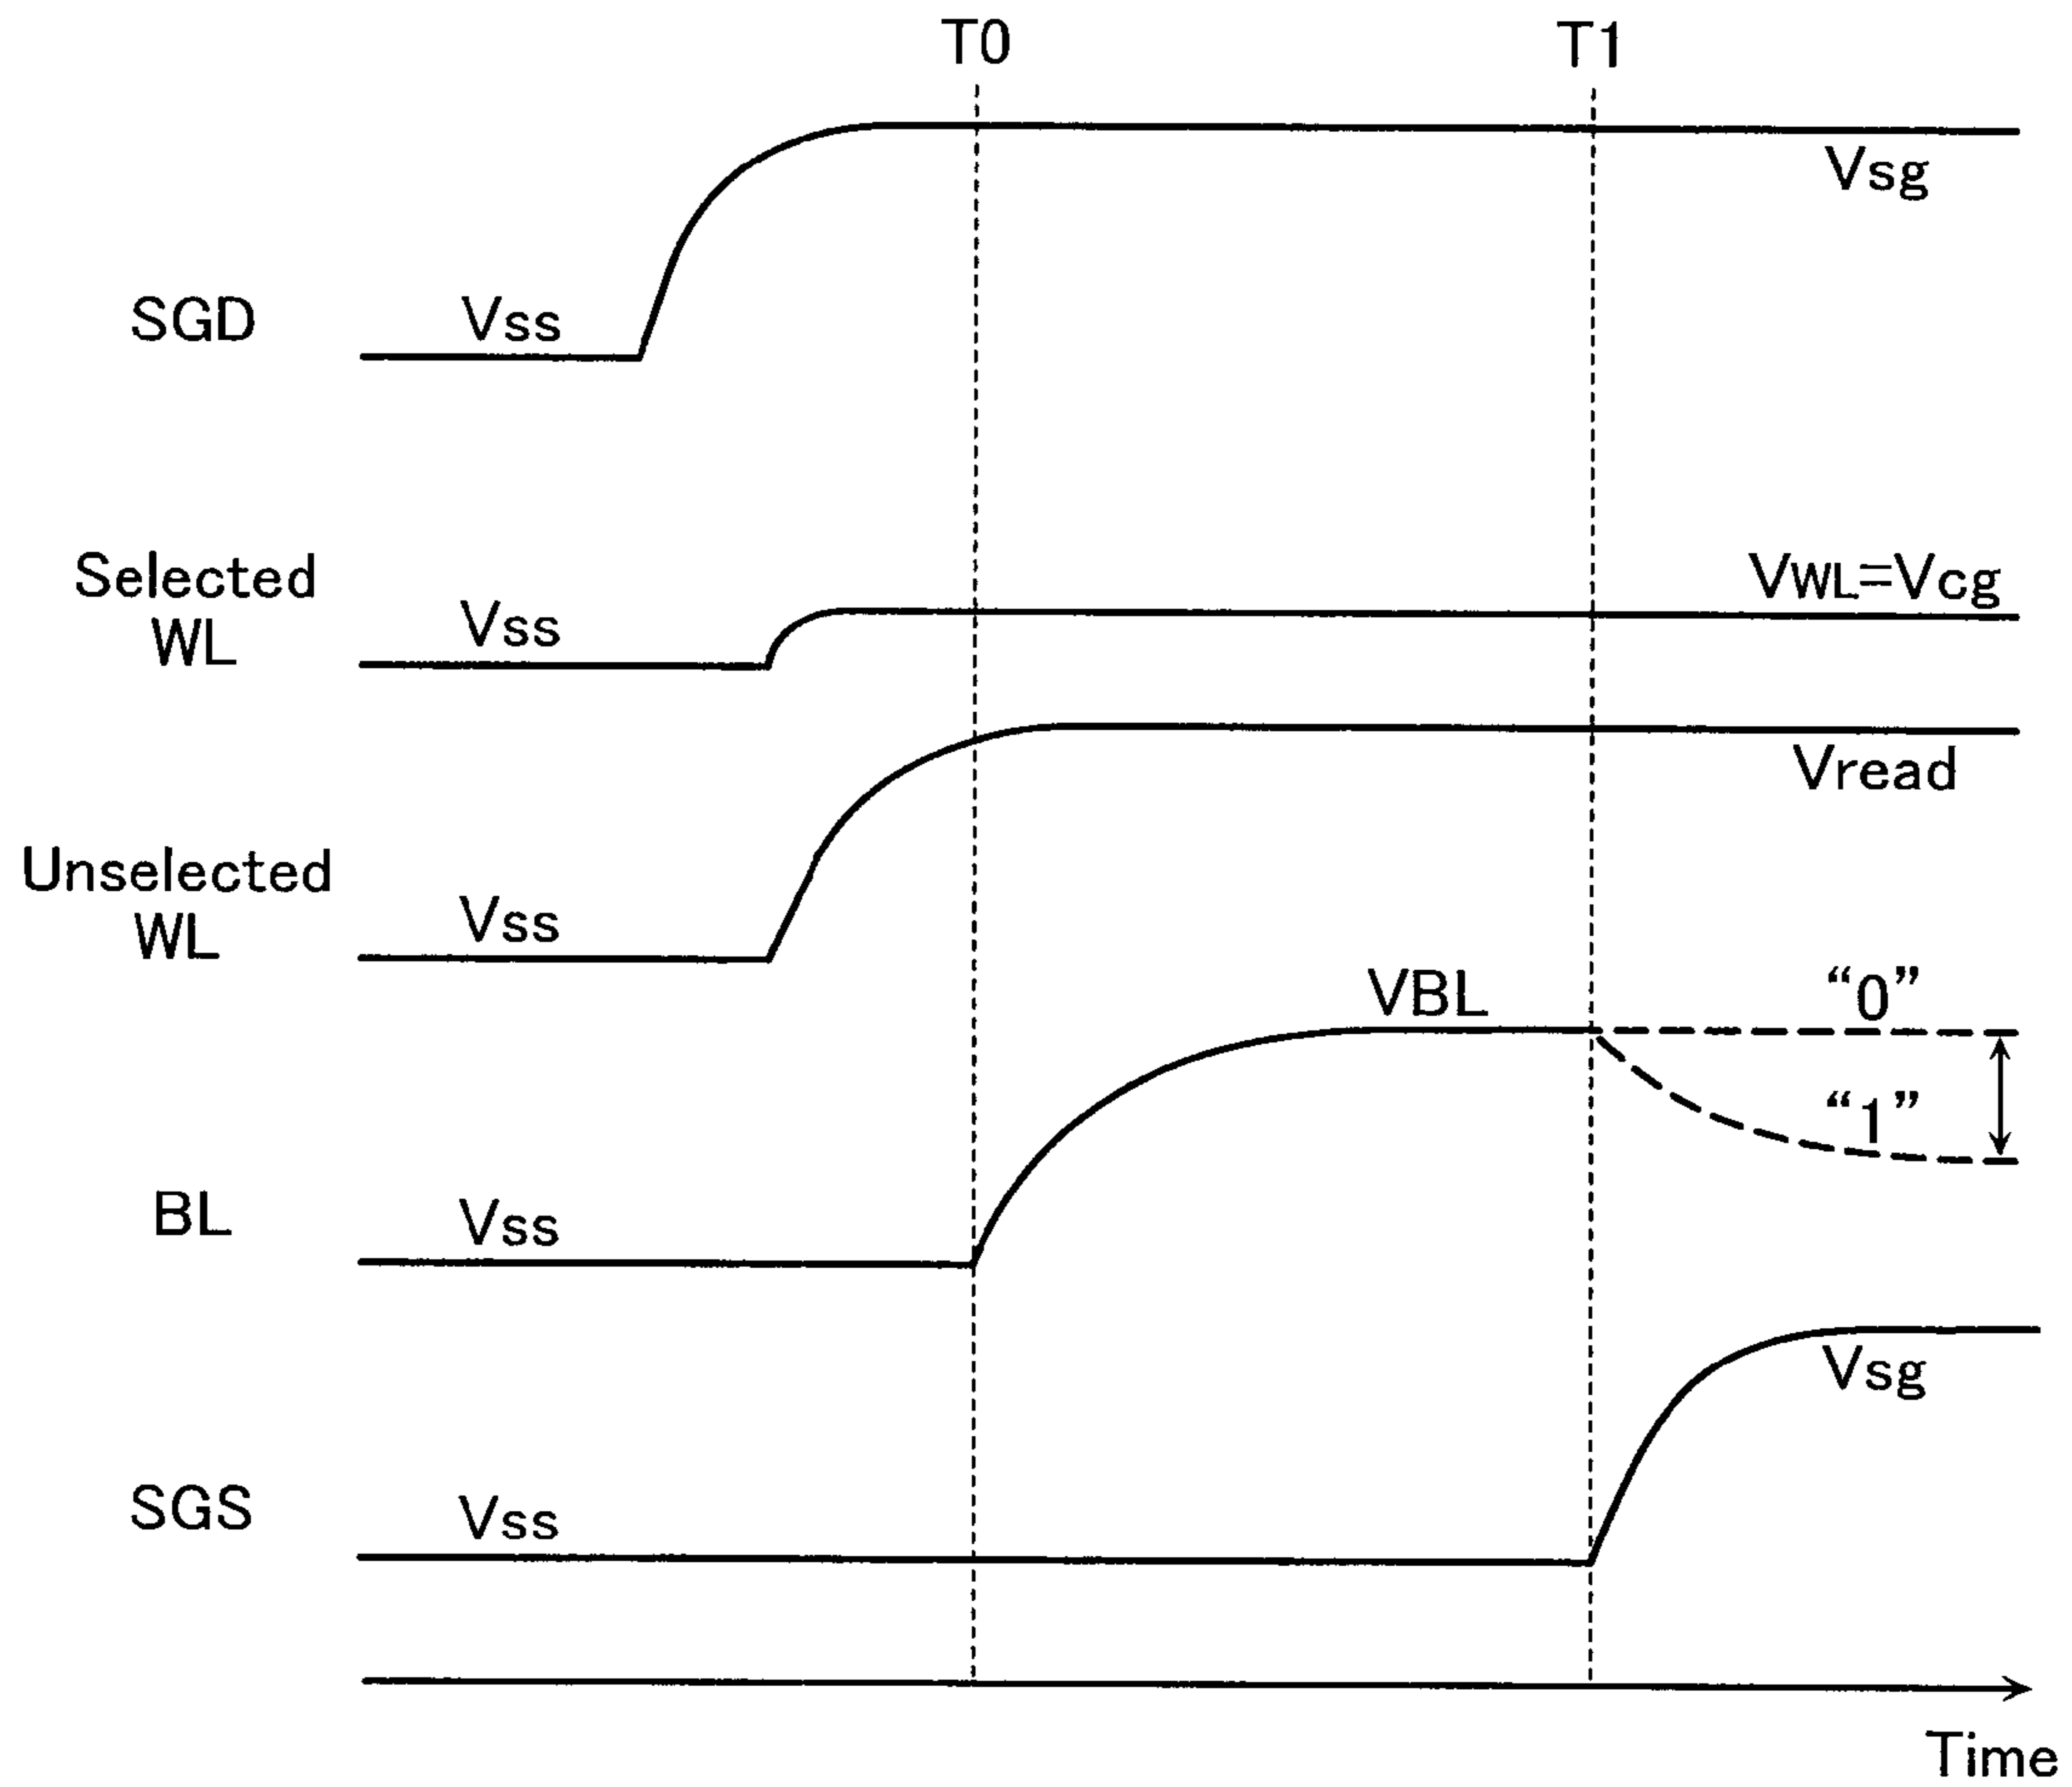 T0
T1
Vsg
SGD
Vss
Selected
WL
Vss
VWL=Vcg
Vread
Unselected
WL
Vss
VBL
“0”
“1”
BL
Vss
Vsg
SGS
Vss
Time